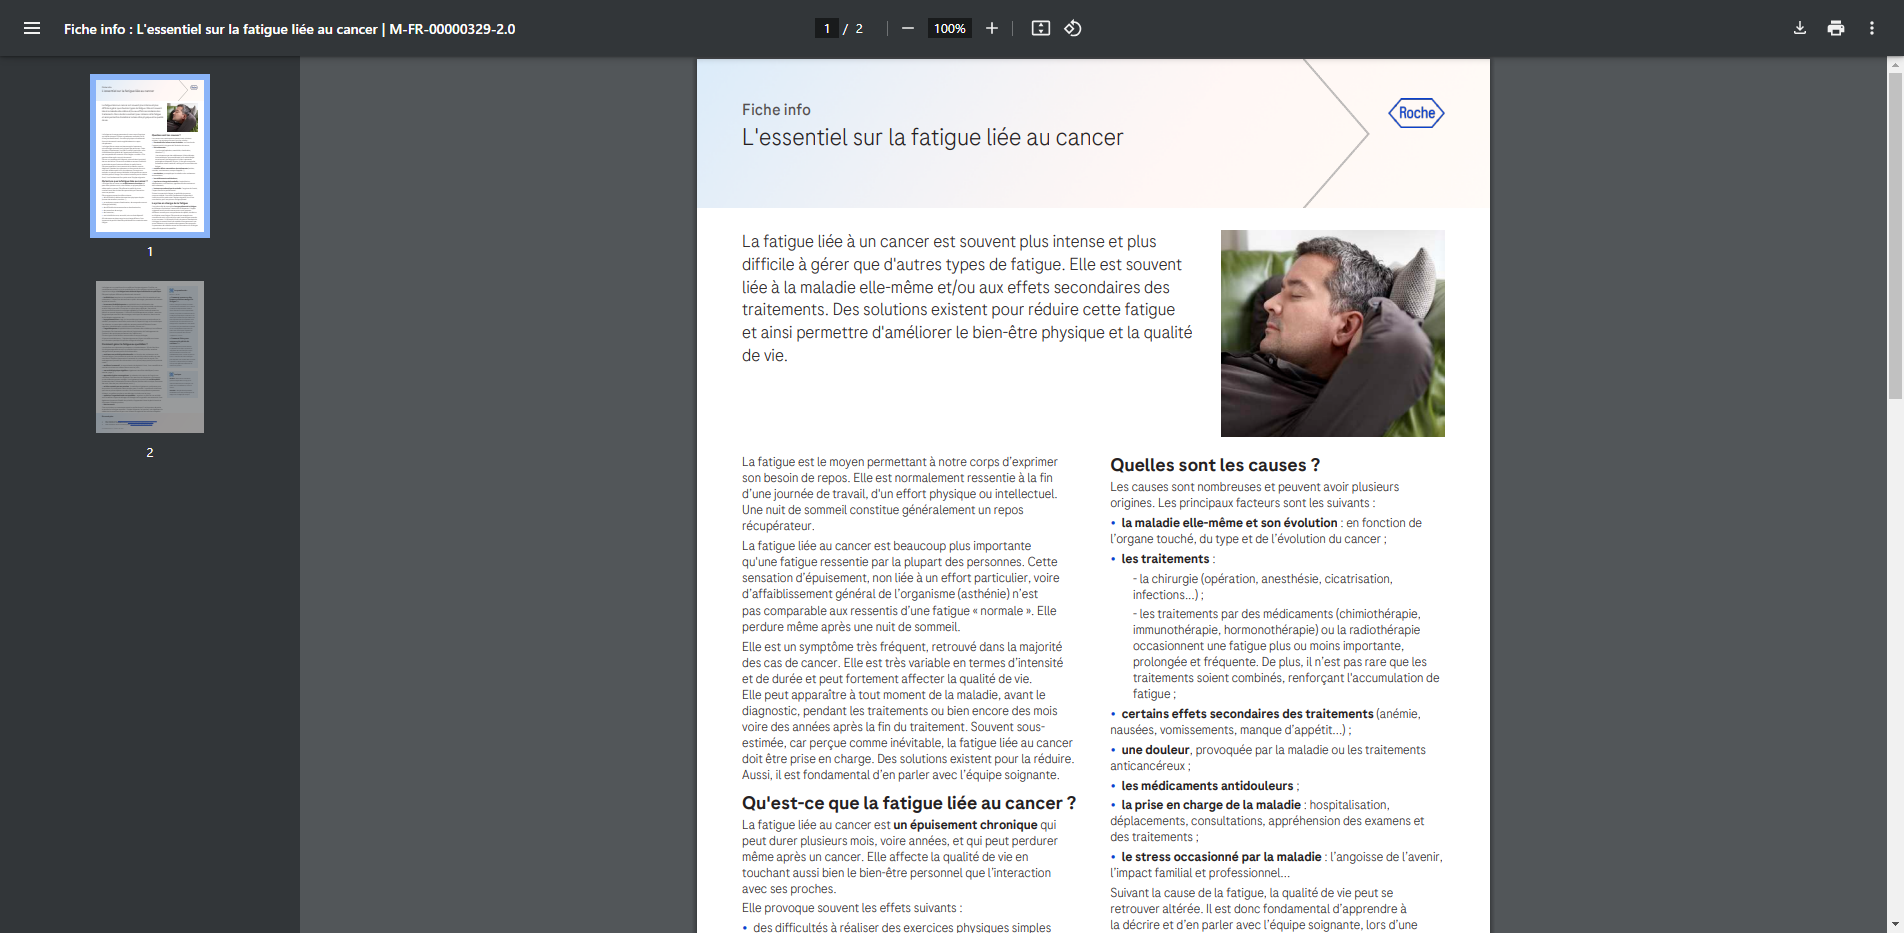 Fiche info : L'essentiel sur la fatigue liée au cancer | M-FR-00000329-2.0
1 / 2
100%
1
2
Fiche info
L'essentiel sur la fatigue liée au cancer
Roche
La fatigue liée à un cancer est souvent plus intense et plus
difficile à gérer que d'autres types de fatigue. Elle est souvent
liée à la maladie elle-même et/ou aux effets secondaires des
traitements. Des solutions existent pour réduire cette fatigue
et ainsi permettre d'améliorer le bien-être physique et la qualité
de vie.
La fatigue est le moyen permettant à notre corps d'exprimer
son besoin de repos. Elle est normalement ressentie à la fin
d'une journée de travail, d'un effort physique ou intellectuel.
Une nuit de sommeil constitue généralement un repos
récupérateur.
La fatigue liée au cancer est beaucoup plus importante
qu'une fatigue ressentie par la plupart des personnes. Cette
sensation d'épuisement, non liée à un effort particulier, voire
d'affaiblissement général de l'organisme (asthénie) n'est
pas comparable aux ressentis d'une fatigue « normale ». Elle
perdure même après une nuit de sommeil.
Elle est un symptôme très fréquent, retrouvé dans la majorité
des cas de cancer. Elle est très variable en termes d'intensité
et de durée et peut fortement affecter la qualité de vie.
Elle peut apparaître à tout moment de la maladie, avant le
diagnostic, pendant les traitements ou bien encore des mois
voire des années après la fin du traitement. Souvent sous-
estimée, car perçue comme inévitable, la fatigue liée au cancer
doit être prise en charge. Des solutions existent pour la réduire.
Aussi, il est fondamental d'en parler avec l'équipe soignante.
Qu'est-ce que la fatigue liée au cancer ?
La fatigue liée au cancer est un épuisement chronique qui
peut durer plusieurs mois, voire années, et qui peut perdurer
même après un cancer. Elle affecte la qualité de vie en
touchant aussi bien le bien-être personnel que l'interaction
avec ses proches.
Elle provoque souvent les effets suivants :
• des difficultés à réaliser des exercices physiques simples
Quelles sont les causes ?
Les causes sont nombreuses et peuvent avoir plusieurs
origines. Les principaux facteurs sont les suivants :
• la maladie elle-même et son évolution : en fonction de
l'organe touché, du type et de l'évolution du cancer ;
• les traitements :
- la chirurgie (opération, anesthésie, cicatrisation,
infections...) ;
- les traitements par des médicaments (chimiothérapie,
immunothérapie, hormonothérapie) ou la radiothérapie
occasionnent une fatigue plus ou moins importante,
prolongée et fréquente. De plus, il n'est pas rare que les
traitements soient combinés, renforçant l'accumulation de
fatigue ;
• certains effets secondaires des traitements (anémie,
nausées, vomissements, manque d'appétit...) ;
• une douleur, provoquée par la maladie ou les traitements
anticancéreux ;
• les médicaments antidouleurs ;
• la prise en charge de la maladie : hospitalisation,
déplacements, consultations, appréhension des examens et
des traitements ;
• le stress occasionné par la maladie : l'angoisse de l'avenir,
l'impact familial et professionnel...
Suivant la cause de la fatigue, la qualité de vie peut se
retrouver altérée. Il est donc fondamental d'apprendre à
la décrire et d'en parler avec l'équipe soignante, lors d'une